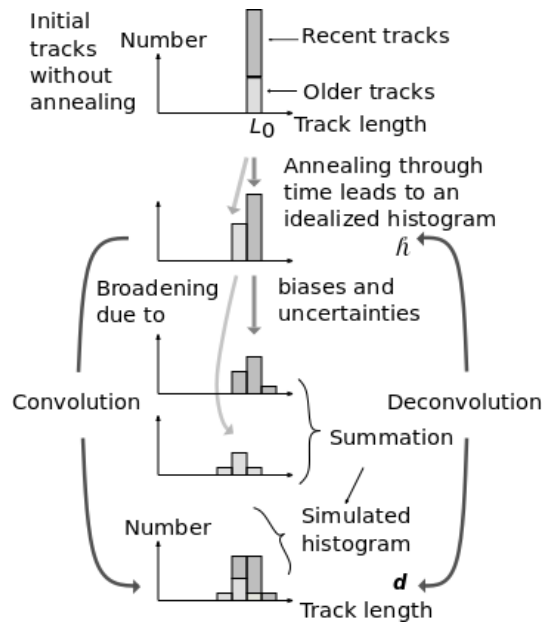 Initial
tracks
without
annealing
Number
Recent tracks
Older tracks
L0
Track length
Annealing through
time leads to an
idealized histogram
ℏ
Broadening
due to
biases and
uncertainties
Convolution
Deconvolution
Summation
Simulated
histogram
Number
d
Track length